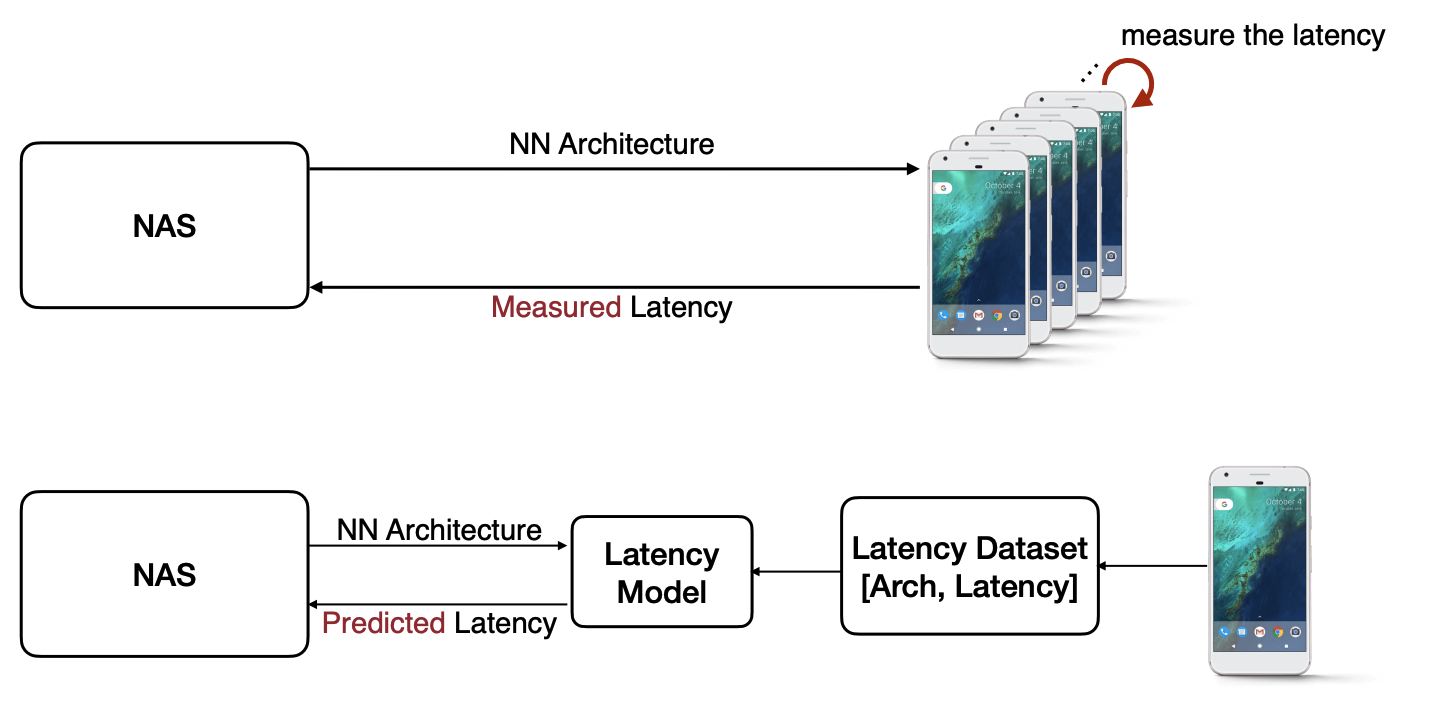 measure the latency
NN Architecture
NAS
Measured Latency
October 4
NAS
NN Architecture
Predicted Latency
Latency
Model
Latency Dataset
[Arch, Latency]
October 4